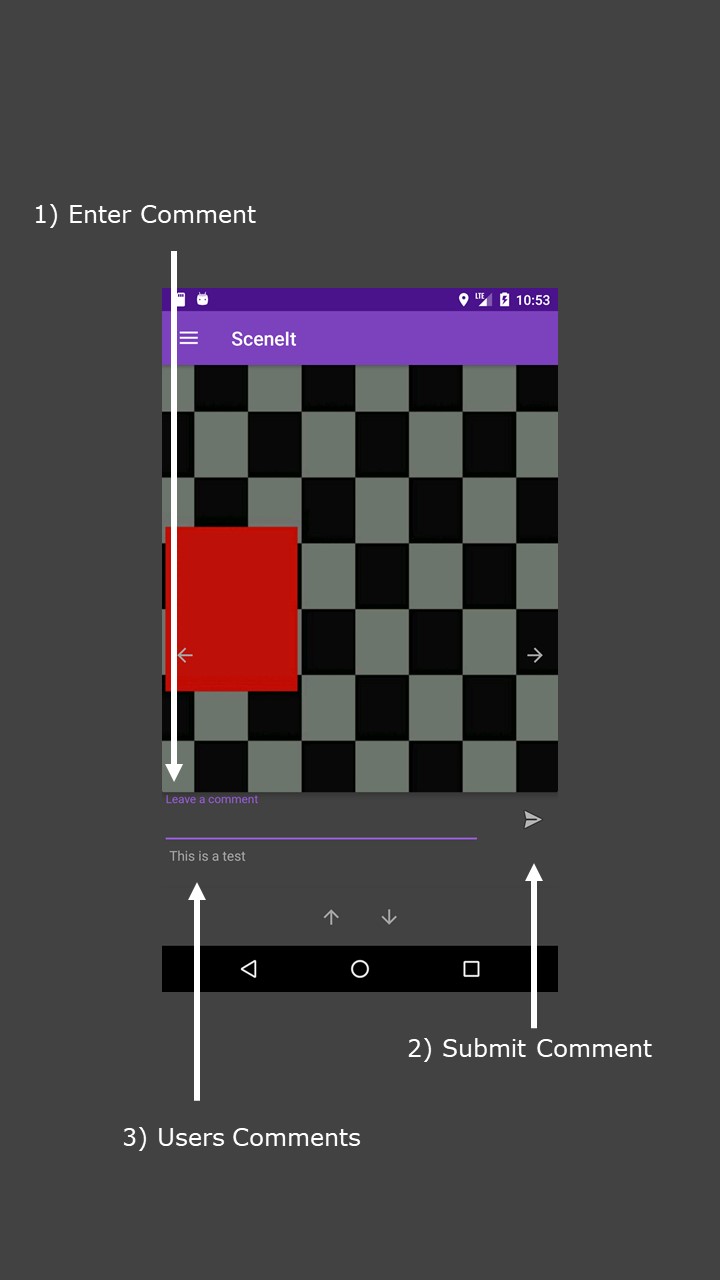 1) Enter Comment
LTE 10:53
SceneIt
Leave a comment
This is a test
2) Submit Comment
3) Users Comments